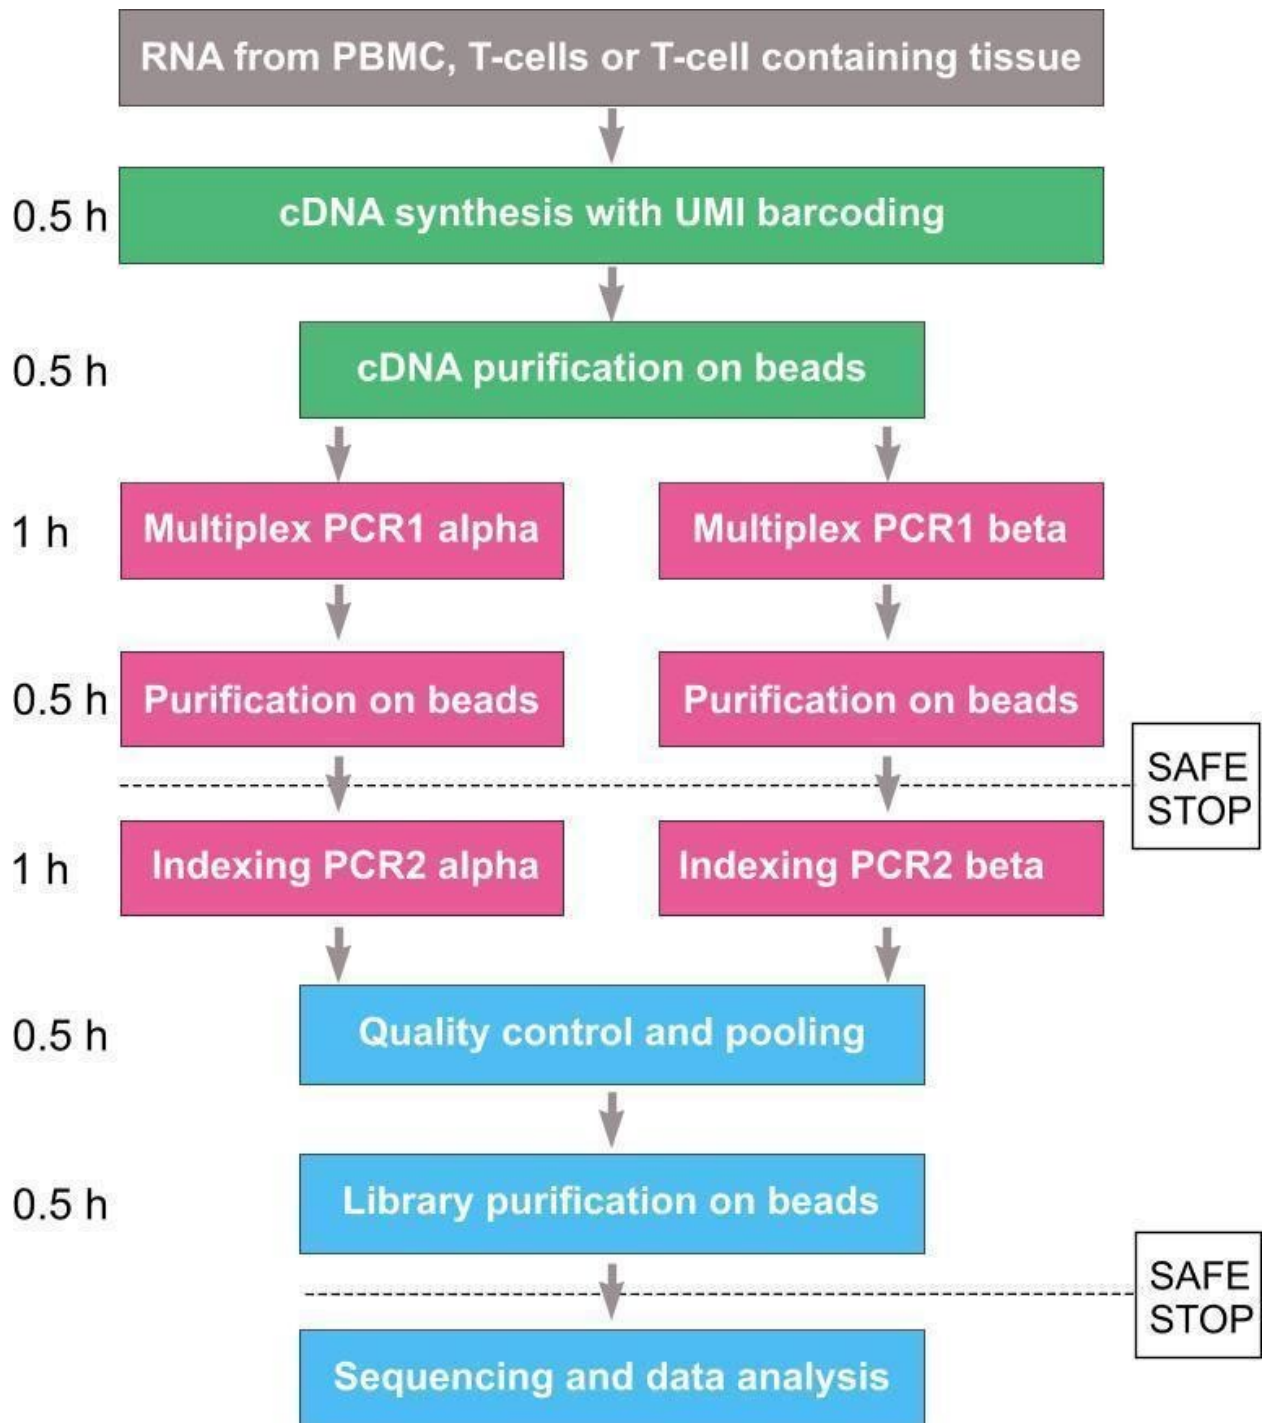 RNA from PBMC, T-cells or T-cell containing tissue
0.5 h
cDNA synthesis with UMI barcoding
0.5 h
cDNA purification on beads
1 h
Multiplex PCR1 alpha
Multiplex PCR1 beta
0.5 h
Purification on beads
Purification on beads
SAFE
STOP
1 h
Indexing PCR2 alpha
Indexing PCR2 beta
0.5 h
Quality control and pooling
0.5 h
Library purification on beads
SAFE
STOP
Sequencing and data analysis